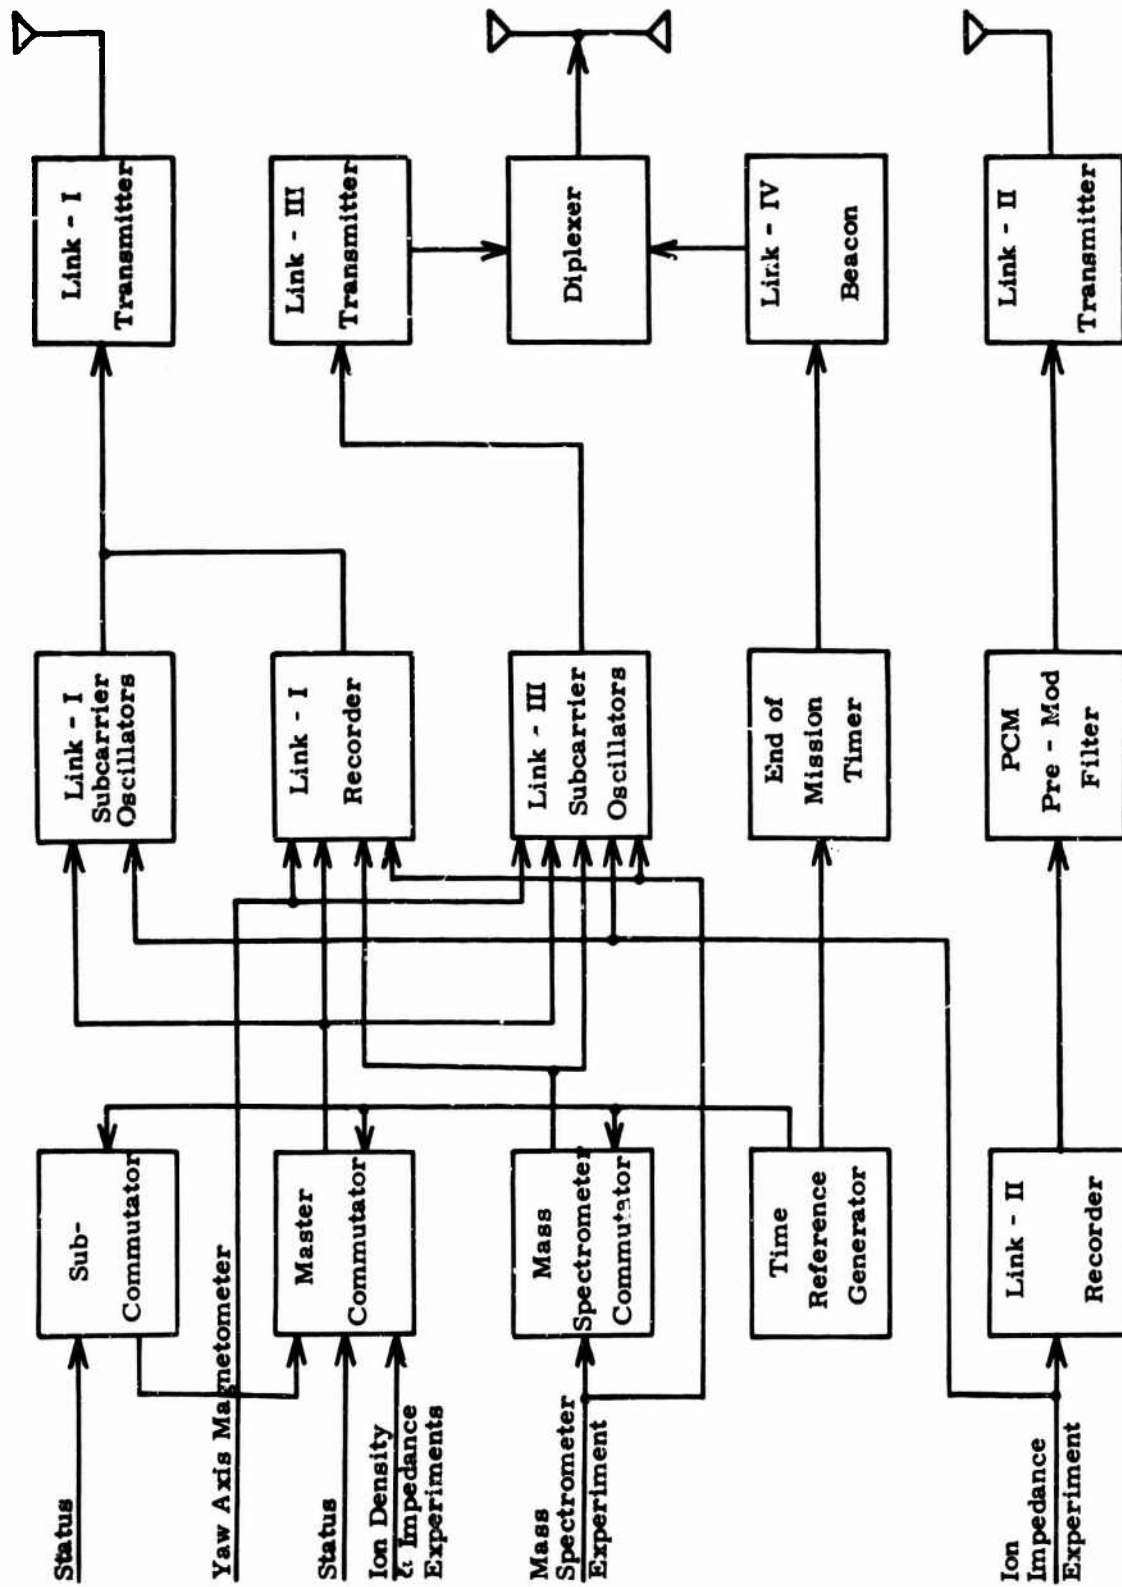 Status
Yaw Axis Magnetometer
Status
Ion Density
& Impedance
Experiments
Mass
Spectrometer
Experiment
Ion
Impedance
Experiment
Sub-
Commutator
Master
Commutator
Mass
Spectrometer
Commutator
Time
Reference
Generator
Link - II
Recorder
Link - I
Subcarrier
Oscillators
Link - I
Recorder
Link - III
Subcarrier
Oscillators
End of
Mission
Timer
PCM
Pre - Mod
Filter
Link - I
Transmitter
Link - III
Transmitter
Diplexer
Link - IV
Beacon
Link - II
Transmitter